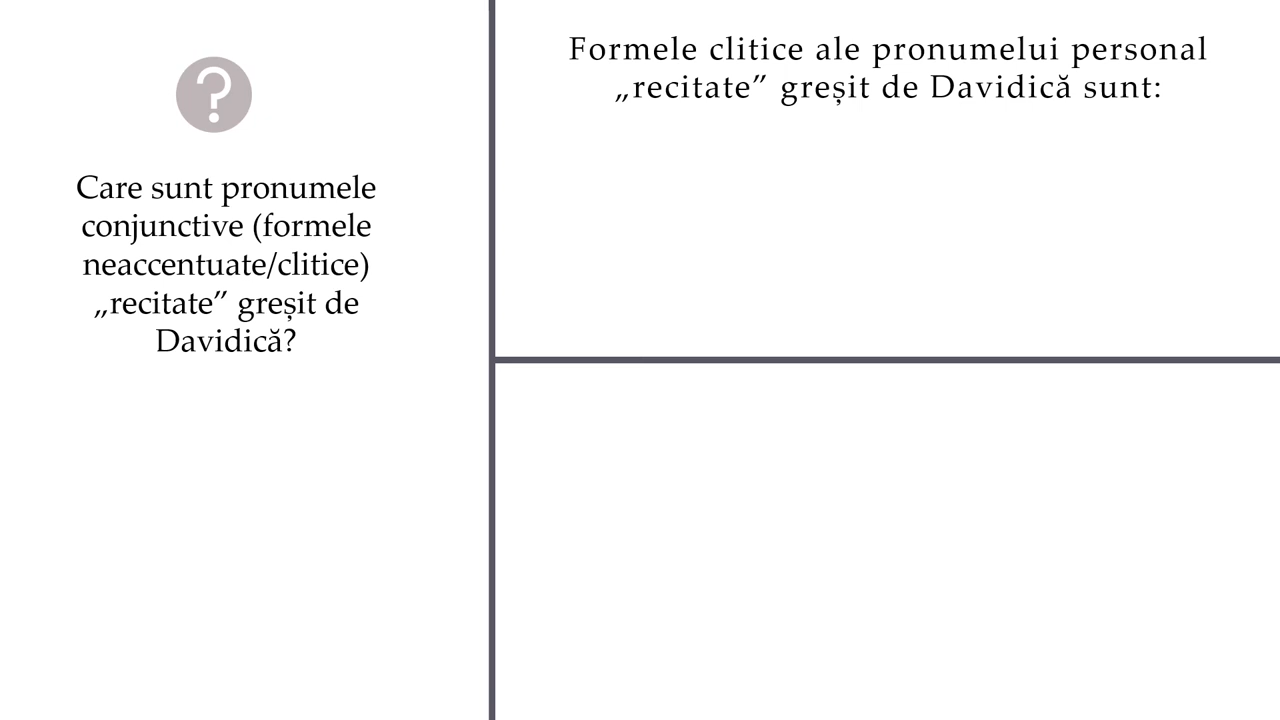 Care sunt pronumele
conjunctive (formele
neaccentuate/clitice)
„recitate” greșit de
Davidică?
Formele clitice ale pronumelui personal
„recitate” greșit de Davidică sunt: